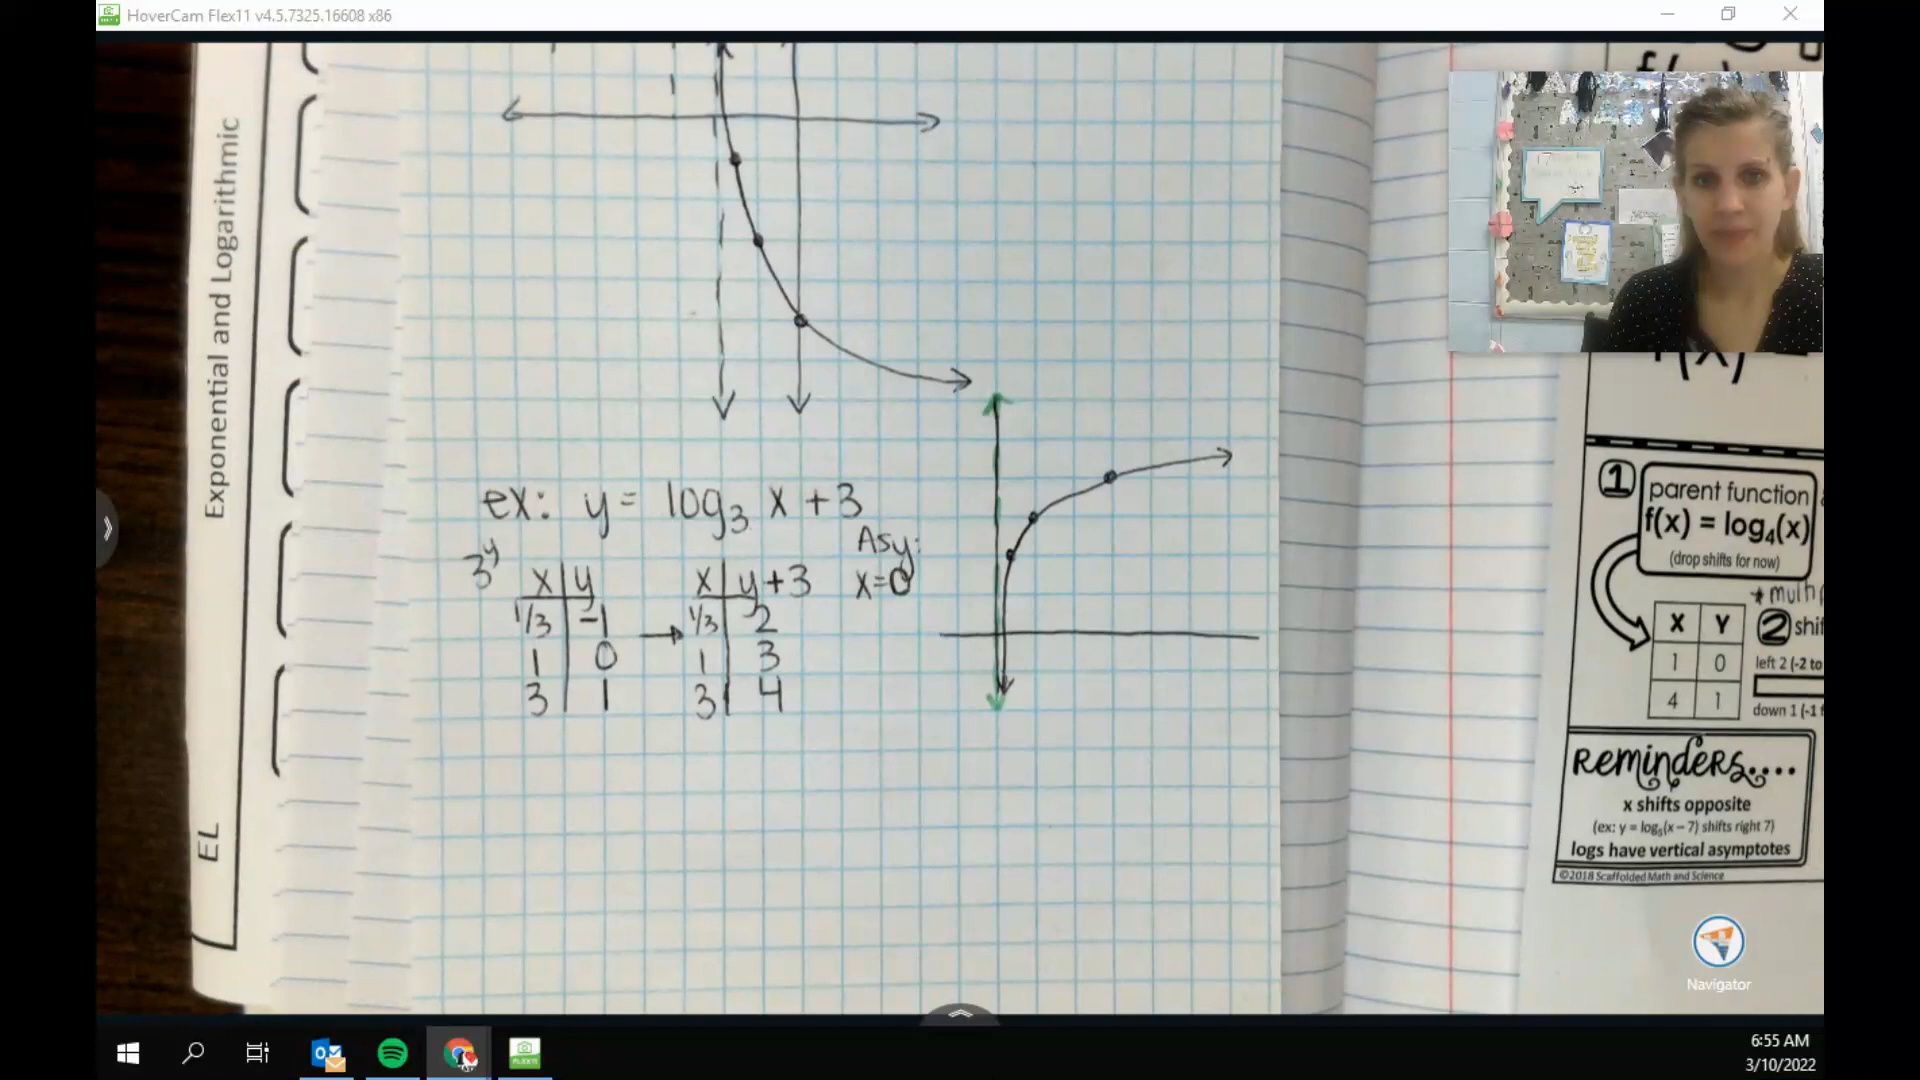 HoverCam Flex11 v4.5.7325.16608 x86
Exponential and Logarithmic
EL
ex: y = log₃ x + 3
3ʸ
x | y
1/3 | -1
1 | 0
3 | 1
→
x | y+3
1/3 | 2
1 | 3
3 | 4
Asy:
x=0
f(x)
1 parent function
f(x) = log₄(x)
(drop shifts for now)
X Y
1 0
4 1
2 shi
left 2 (-2 to
down 1 (-1
Reminders....
x shifts opposite
(ex: y = log₅(x – 7) shifts right 7)
logs have vertical asymptotes
©2018 Scaffolded Math and Science
Navigator
FLEX11
6:55 AM
3/10/2022